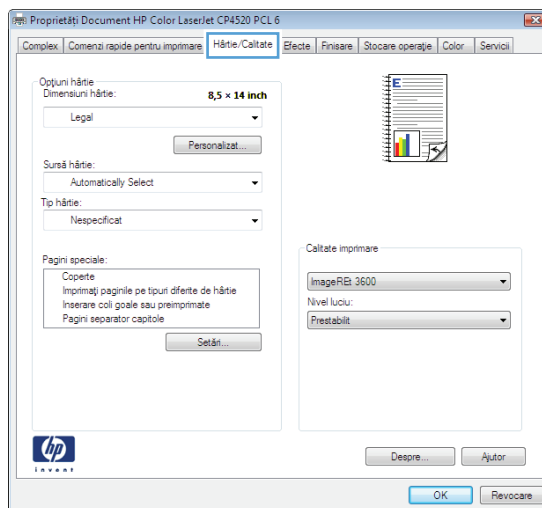 Proprietăți Document HP Color LaserJet CP4520 PCL 6
Complex Comenzi rapide pentru imprimare Hârtie/Calitate Efecte Finisare Stocare operație Color Servicii
Opțiuni hârtie
Dimensiuni hârtie: 8,5 × 14 inch
Legal
Personalizat...
Sursă hârtie:
Automatically Select
Tip hârtie:
Nespecificat
Pagini speciale:
Coperte
Imprimați paginile pe tipuri diferite de hârtie
Inserare coli goale sau preimprimate
Pagini separator capitole
Setări...
E
Calitate imprimare
ImageREt 3600
Nivel luciu:
Prestabilit
hp
invent
Despre... Ajutor
OK Revocare